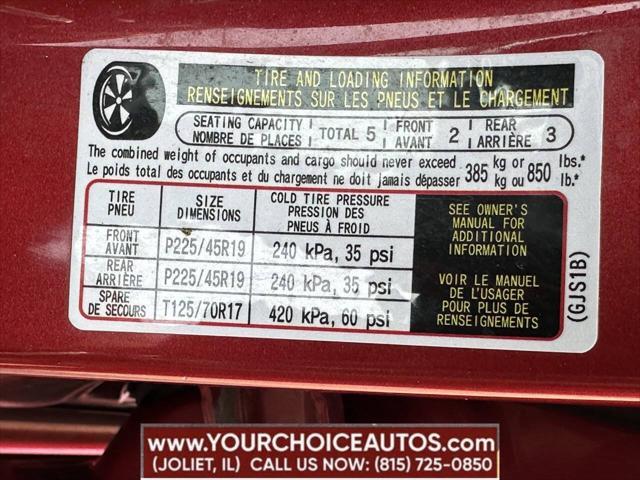 TIRE AND LOADING INFORMATION
RENSEIGNEMENTS SUR LES PNEUS ET LE CHARGEMENT
SEATING CAPACITY
NOMBRE DE PLACES
TOTAL 5
FRONT
AVANT
2
REAR
ARRIÈRE
3
The combined weight of occupants and cargo should never exceed
Le poids total des occupants et du chargement ne doit jamais dépasser
385 kg or
kg ou
850 lbs.*
lb.*
TIRE
PNEU
SIZE
DIMENSIONS
COLD TIRE PRESSURE
PRESSION DES
PNEUS À FROID
FRONT
AVANT
P225/45R19
240 kPa, 35 psi
REAR
ARRIÈRE
P225/45R19
240 kPa, 35 psi
SPARE
DE SECOURS
T125/70R17
420 kPa, 60 psi
SEE OWNER'S
MANUAL FOR
ADDITIONAL
INFORMATION
VOIR LE MANUEL
DE L'USAGER
POUR PLUS DE
RENSEIGNEMENTS
(GJS1B)
WWW.YOURCHOICEAUTOS.COM
(JOLIET, IL) CALL US NOW: (815) 725-0850